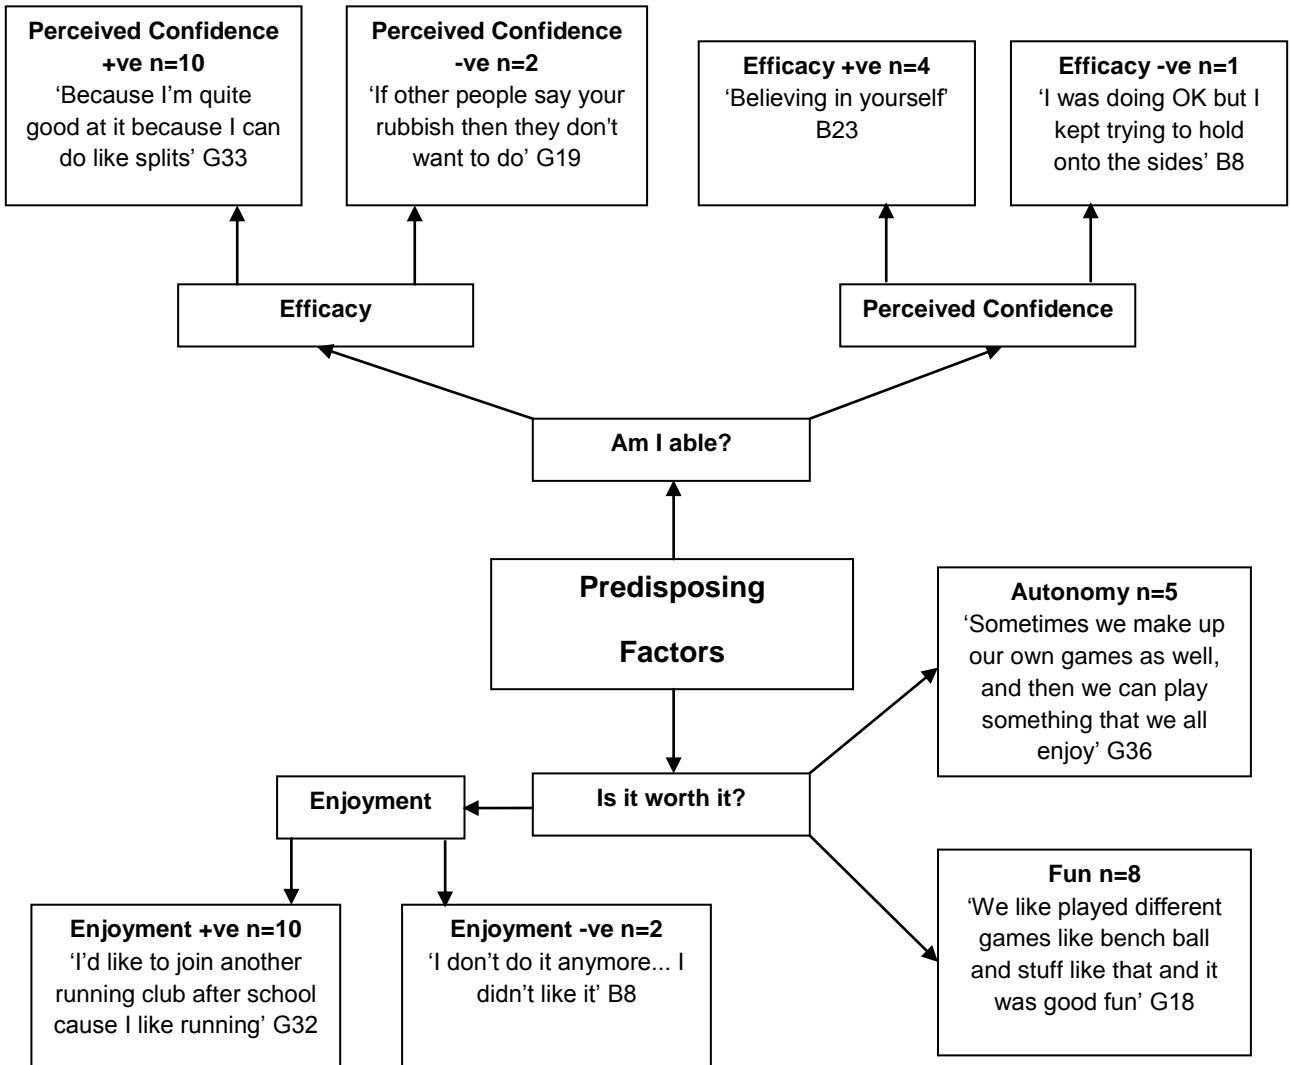 Perceived Confidence
+ve n=10
‘Because I’m quite
good at it because I can
do like splits’ G33
Perceived Confidence
-ve n=2
‘If other people say your
rubbish then they don't
want to do’ G19
Efficacy +ve n=4
‘Believing in yourself’
B23
Efficacy -ve n=1
‘I was doing OK but I
kept trying to hold
onto the sides’ B8
Efficacy
Perceived Confidence
Am I able?
Predisposing
Factors
Autonomy n=5
‘Sometimes we make up
our own games as well,
and then we can play
something that we all
enjoy’ G36
Enjoyment
Is it worth it?
Fun n=8
‘We like played different
games like bench ball
and stuff like that and it
was good fun’ G18
Enjoyment +ve n=10
‘I’d like to join another
running club after school
cause I like running’ G32
Enjoyment -ve n=2
‘I don’t do it anymore... I
didn’t like it’ B8